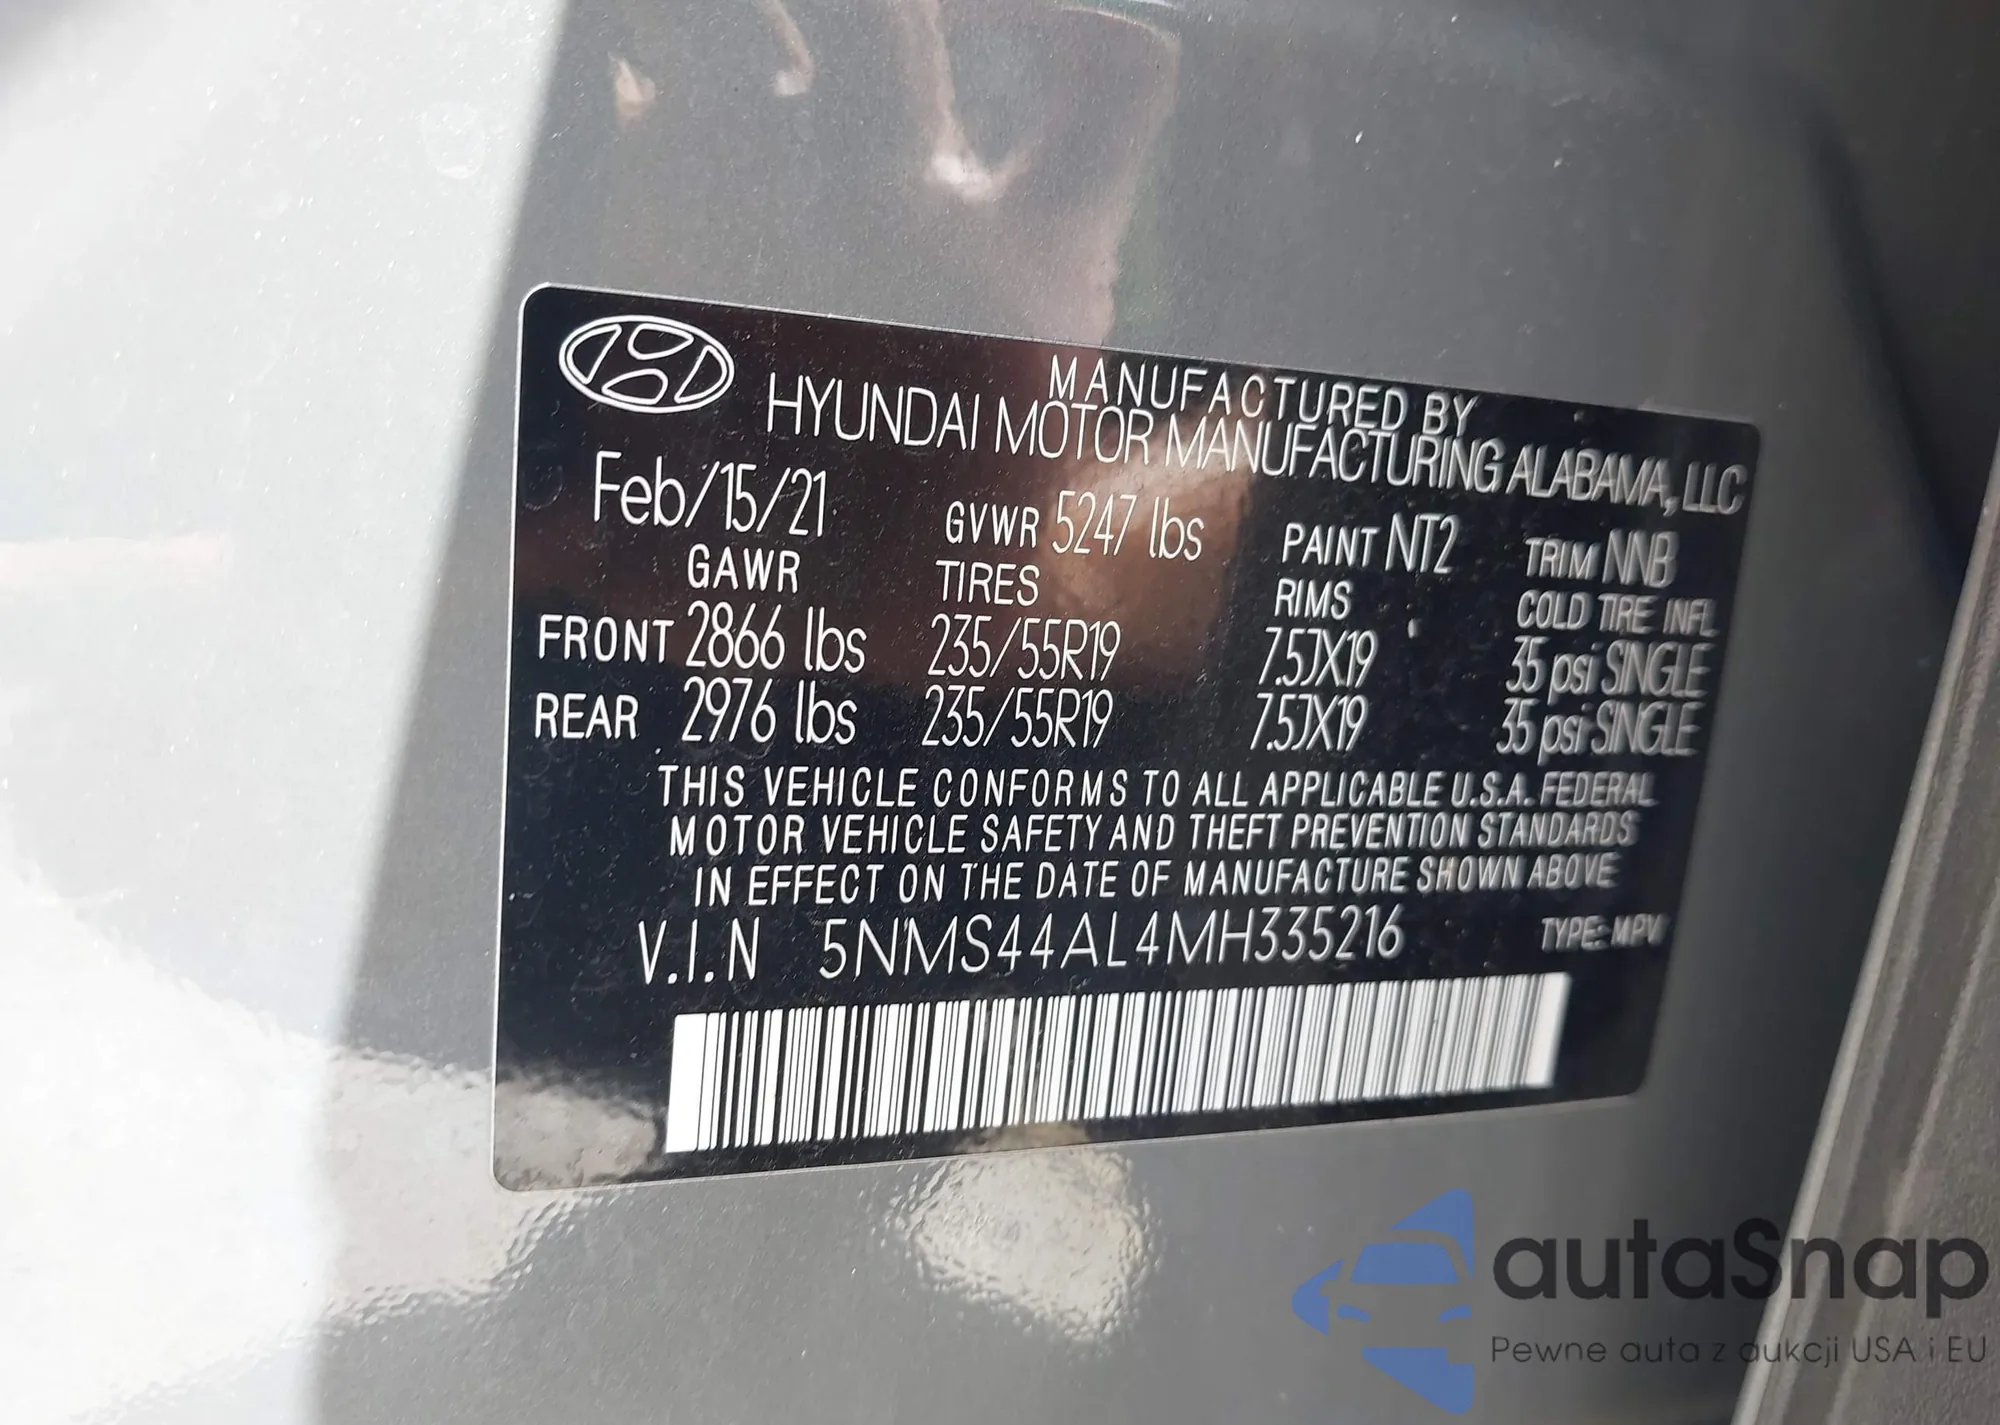 MANUFACTURED BY
HYUNDAI MOTOR MANUFACTURING ALABAMA, LLC
Feb/15/21 GVWR 5247 lbs PAINT NT2 TRIM NNB
GAWR TIRES RIMS COLD TIRE INFL
FRONT 2866 lbs 235/55R19 7.5JX19 35 psi SINGLE
REAR 2976 lbs 235/55R19 7.5JX19 35 psi SINGLE
THIS VEHICLE CONFORMS TO ALL APPLICABLE U.S.A. FEDERAL
MOTOR VEHICLE SAFETY AND THEFT PREVENTION STANDARDS
IN EFFECT ON THE DATE OF MANUFACTURE SHOWN ABOVE
V.I.N 5NMS44AL4MH335216 TYPE: MPV
autaSnap
Pewne auta z aukcji USA i EU